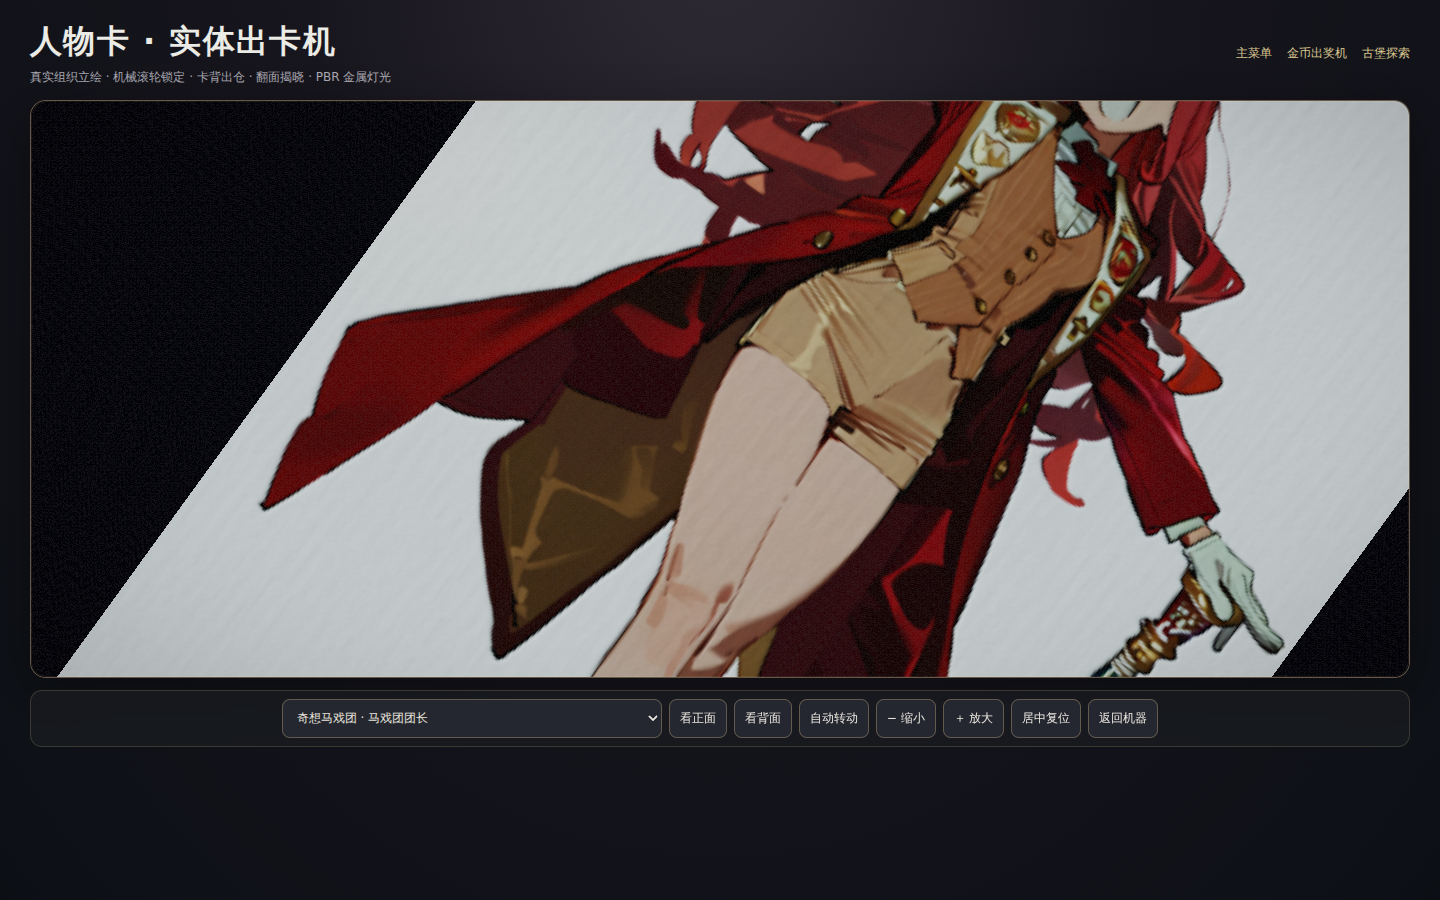 人物卡 · 实体出卡机
真实组织立绘 · 机械滚轮锁定 · 卡背出仓 · 翻面揭晓 · PBR 金属灯光
主菜单 金币出奖机 古堡探索
奇想马戏团 · 马戏团团长
看正面 看背面 自动转动 − 缩小 + 放大 居中复位 返回机器